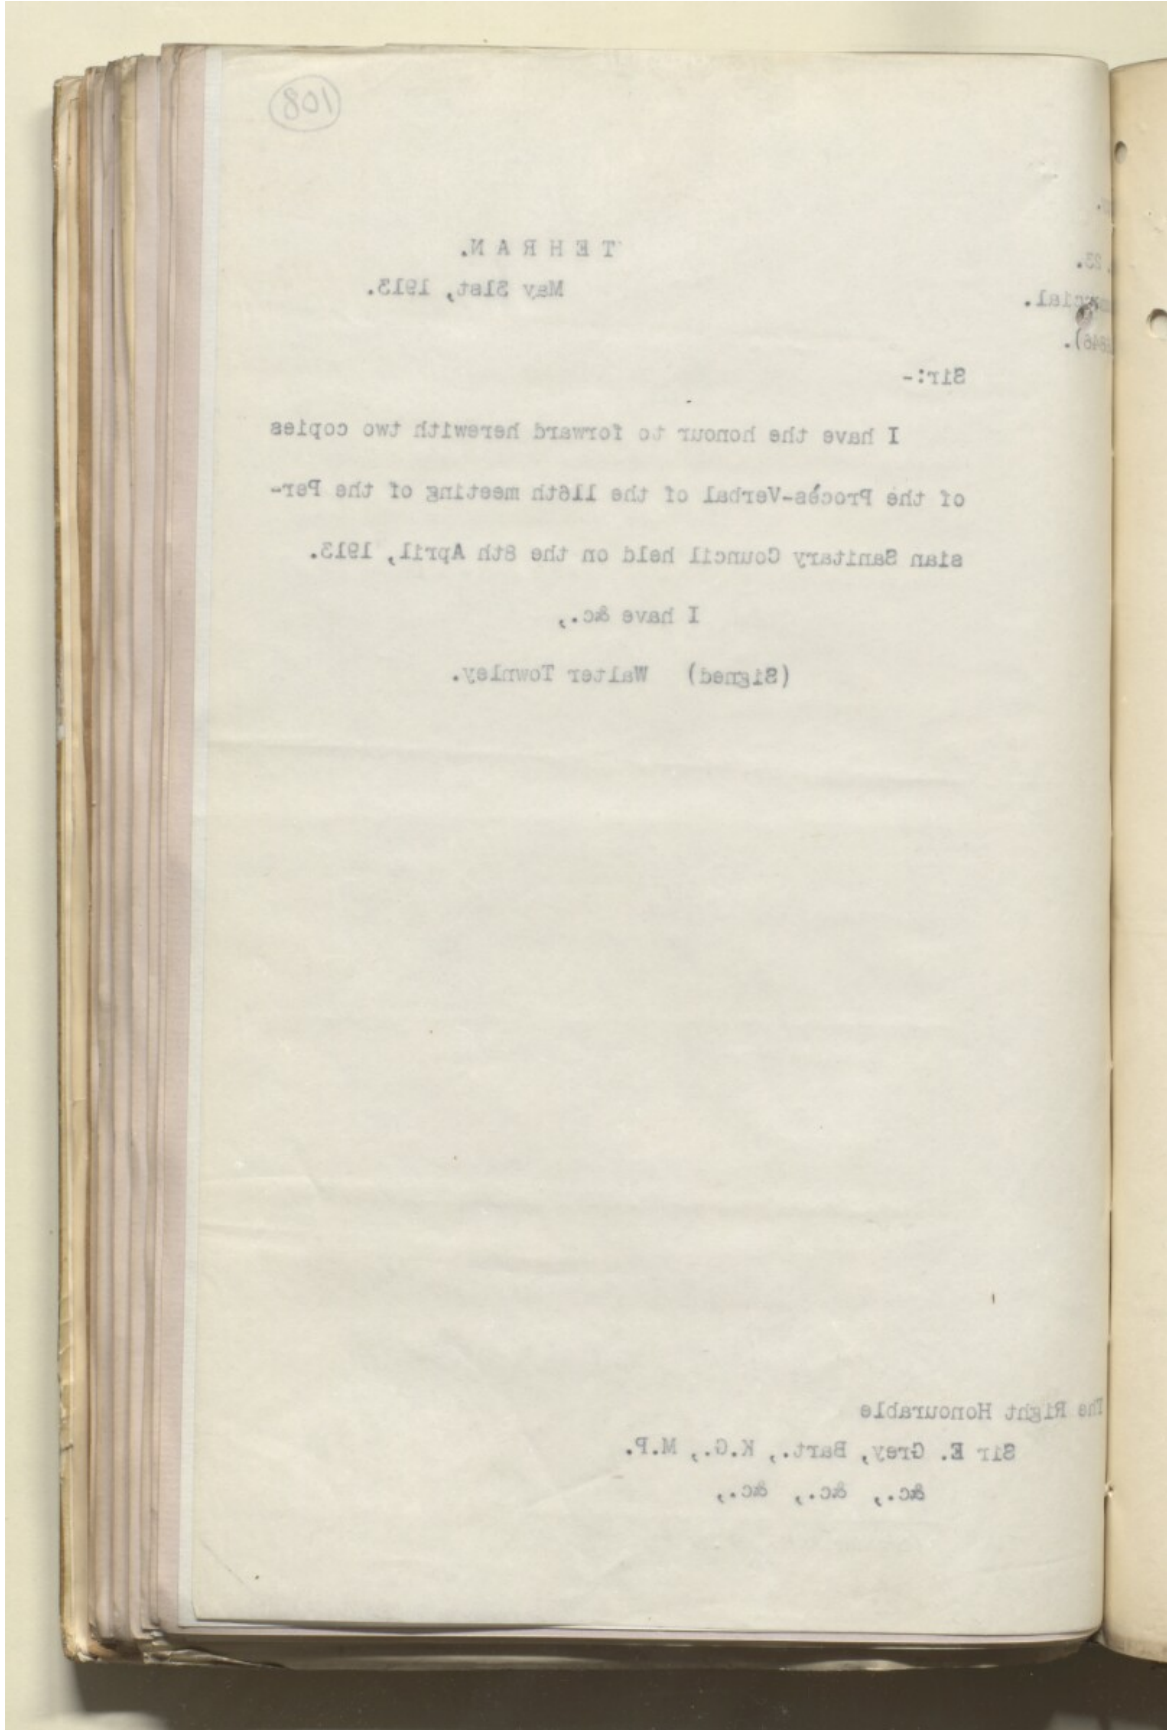 108
TEHRAN.
May 31st, 1913.
23.
Sir:-
I have the honour to forward herewith two copies
of the Procès-Verbal of the 116th meeting of the Per-
sian Sanitary Council held on the 8th April, 1913.
I have &c.,
(Signed) Walter Townley.
The Right Honourable
Sir E. Grey, Bart., K.G., M.P.
&c., &c., &c.,